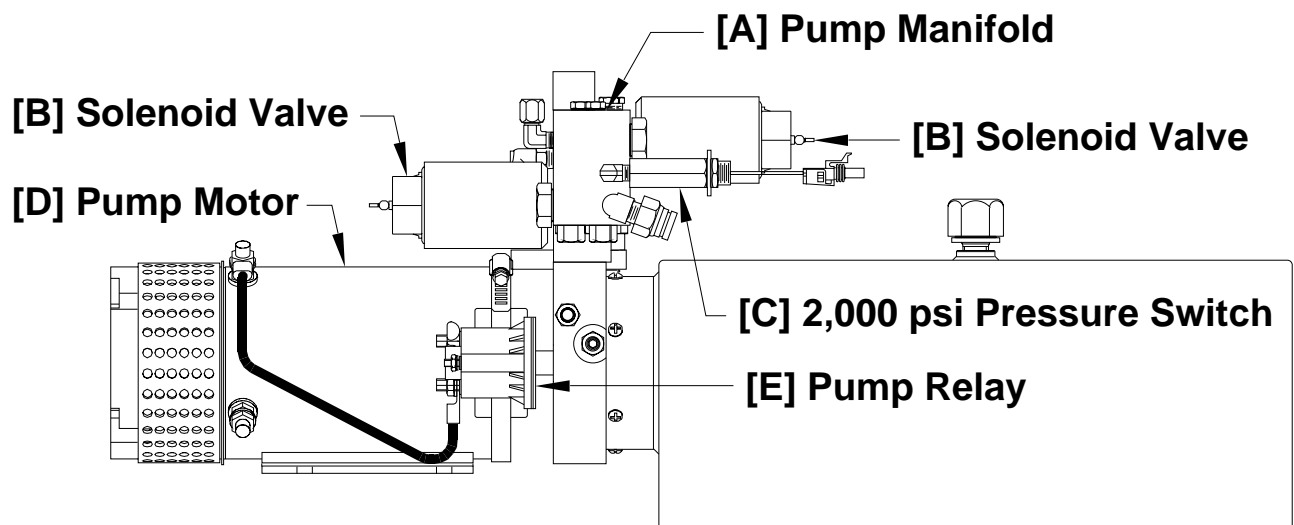 [A] Pump Manifold
[B] Solenoid Valve
[B] Solenoid Valve
[D] Pump Motor
[C] 2,000 psi Pressure Switch
[E] Pump Relay